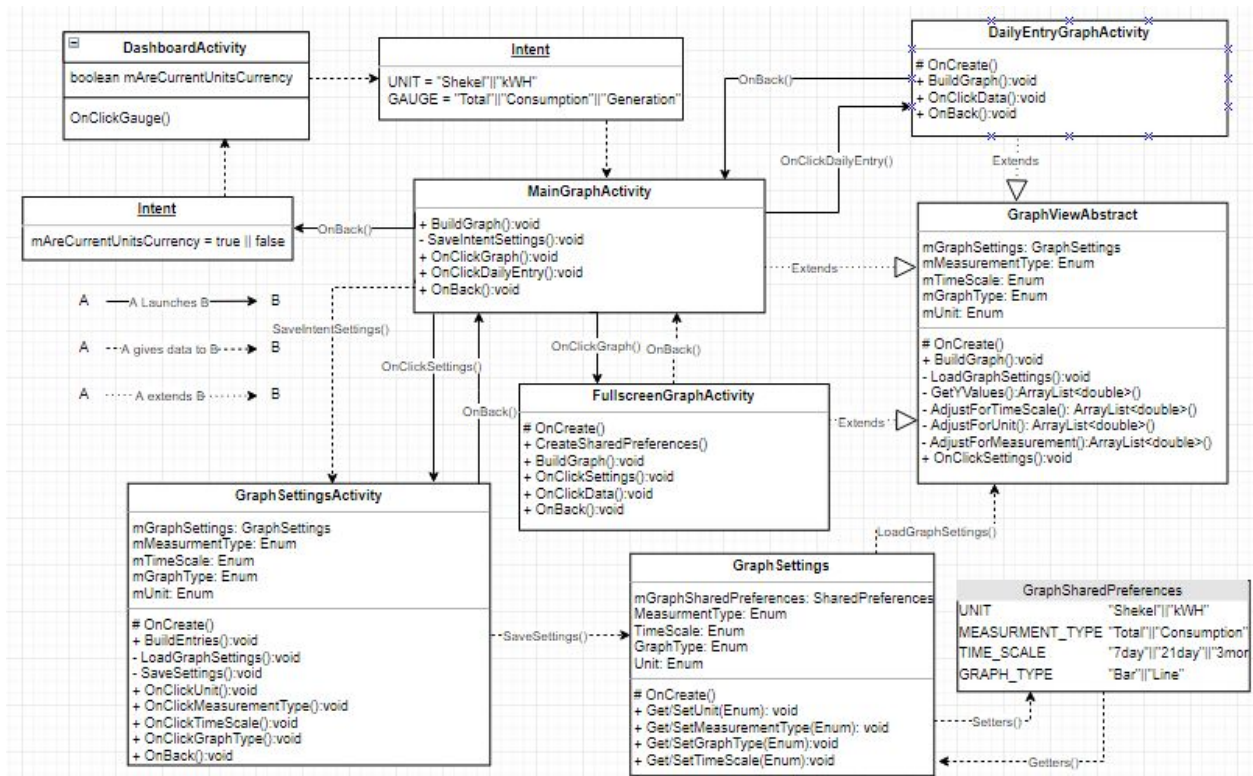 DashboardActivity
boolean mAreCurrentUnitsCurrency
OnClickGauge()
Intent
UNIT = "Shekel"||"kWH"
GAUGE = "Total"||"Consumption"||"Generation"
DailyEntryGraphActivity
# OnCreate()
+ BuildGraph():void
+ OnClickData():void
+ OnBack():void
OnBack()
OnClickDailyEntry()
Extends
Intent
mAreCurrentUnitsCurrency = true || false
OnBack()
MainGraphActivity
+ BuildGraph():void
- SaveIntentSettings():void
+ OnClickGraph():void
+ OnClickDailyEntry():void
+ OnBack():void
Extends
GraphViewAbstract
mGraphSettings: GraphSettings
mMeasurementType: Enum
mTimeScale: Enum
mGraphType: Enum
mUnit: Enum
# OnCreate()
+ BuildGraph():void
- LoadGraphSettings():void
- GetYValues():ArrayList<double>()
- AdjustForTimeScale(): ArrayList<double>()
- AdjustForUnit(): ArrayList<double>()
- AdjustForMeasurement():ArrayList<double>()
+ OnClickSettings():void
A A Launches B B
A A gives data to B B
A A extends B B
SaveIntentSettings()
OnClickSettings()
OnBack()
OnClickGraph()
OnBack()
FullscreenGraphActivity
# OnCreate()
+ CreateSharedPreferences()
+ BuildGraph():void
+ OnClickSettings():void
+ OnClickData():void
+ OnBack():void
Extends
GraphSettingsActivity
mGraphSettings: GraphSettings
mMeasurmentType: Enum
mTimeScale: Enum
mGraphType: Enum
mUnit: Enum
# OnCreate()
+ BuildEntries():void
- LoadGraphSettings():void
- SaveSettings():void
+ OnClickUnit():void
+ OnClickMeasurementType():void
+ OnClickTimeScale():void
+ OnClickGraphType():void
+ OnBack():void
SaveSettings()
LoadGraphSettings()
GraphSettings
mGraphSharedPreferences: SharedPreferences
MeasurmentType: Enum
TimeScale: Enum
GraphType: Enum
Unit: Enum
# OnCreate()
+ Get/SetUnit(Enum): void
+ Get/SetMeasurementType(Enum): void
+ Get/SetGraphType(Enum):void
+ Get/SetTimeScale(Enum):void
GraphSharedPreferences
UNIT "Shekel"||"kWH"
MEASURMENT_TYPE "Total"||"Consumption"
TIME_SCALE "7day"||"21day"||"3mor
GRAPH_TYPE "Bar"||"Line"
Setters()
Getters()